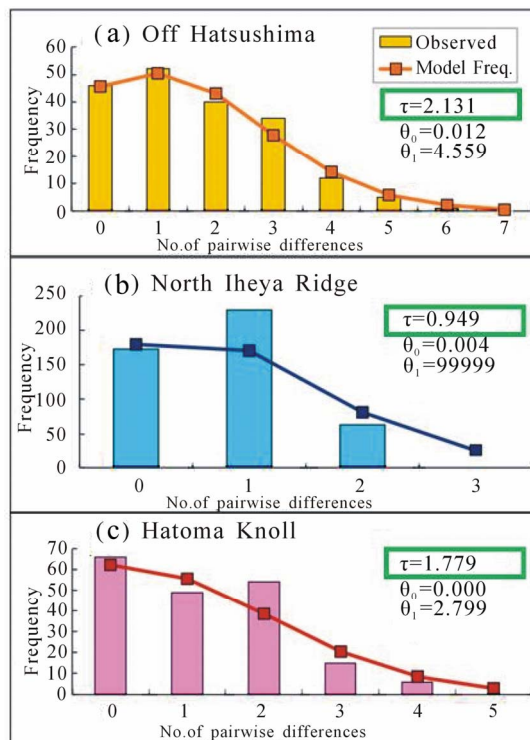 (a) Off Hatsushima
Observed
Model Freq.
τ=2.131
θ₀=0.012
θ₁=4.559
Frequency
60
50
40
30
20
10
0
0 1 2 3 4 5 6 7
No.of pairwise differences
(b) North Iheya Ridge
τ=0.949
θ₀=0.004
θ₁=99999
Frequency
250
200
150
100
50
0
0 1 2 3
No.of pairwise differences
(c) Hatoma Knoll
τ=1.779
θ₀=0.000
θ₁=2.799
Frequency
70
60
50
40
30
20
10
0
0 1 2 3 4 5
No.of pairwise differences